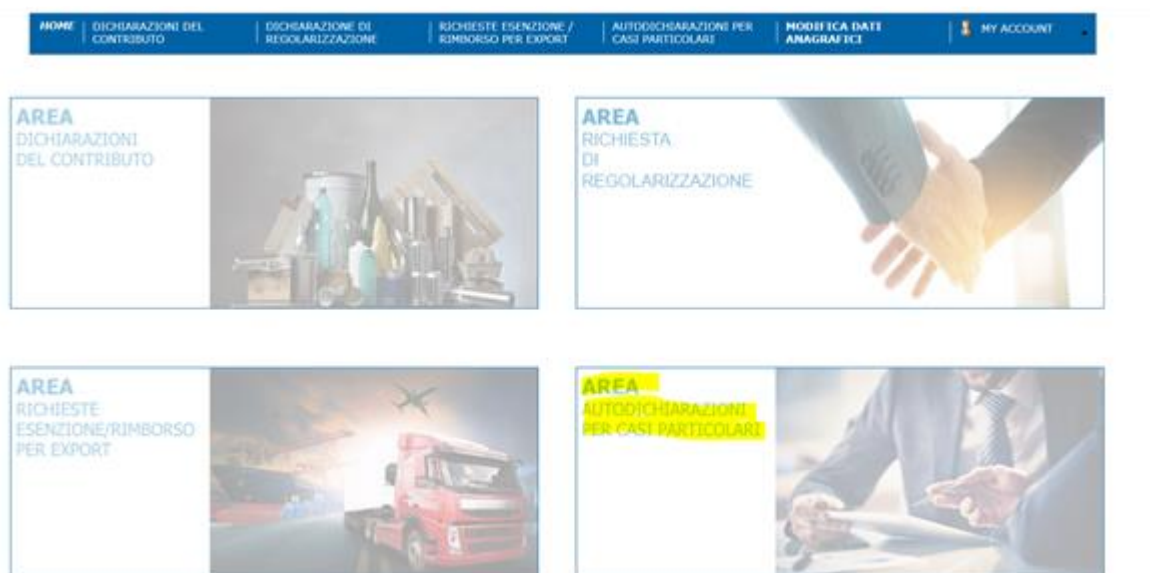 HOME
DICHIARAZIONI DEL
CONTRIBUTO
DICHIARAZIONE DI
REGOLARIZZAZIONE
RICHIESTE ESENZIONE /
RIMBORSO PER EXPORT
AUTODICHIARAZIONI PER
CASI PARTICOLARI
MODIFICA DATI
ANAGRAFICI
MY ACCOUNT
AREA
DICHIARAZIONI
DEL CONTRIBUTO
AREA
RICHIESTA
DI
REGOLARIZZAZIONE
AREA
RICHIESTE
ESENZIONE/RIMBORSO
PER EXPORT
AREA
AUTODICHIARAZIONI
PER CASI PARTICOLARI